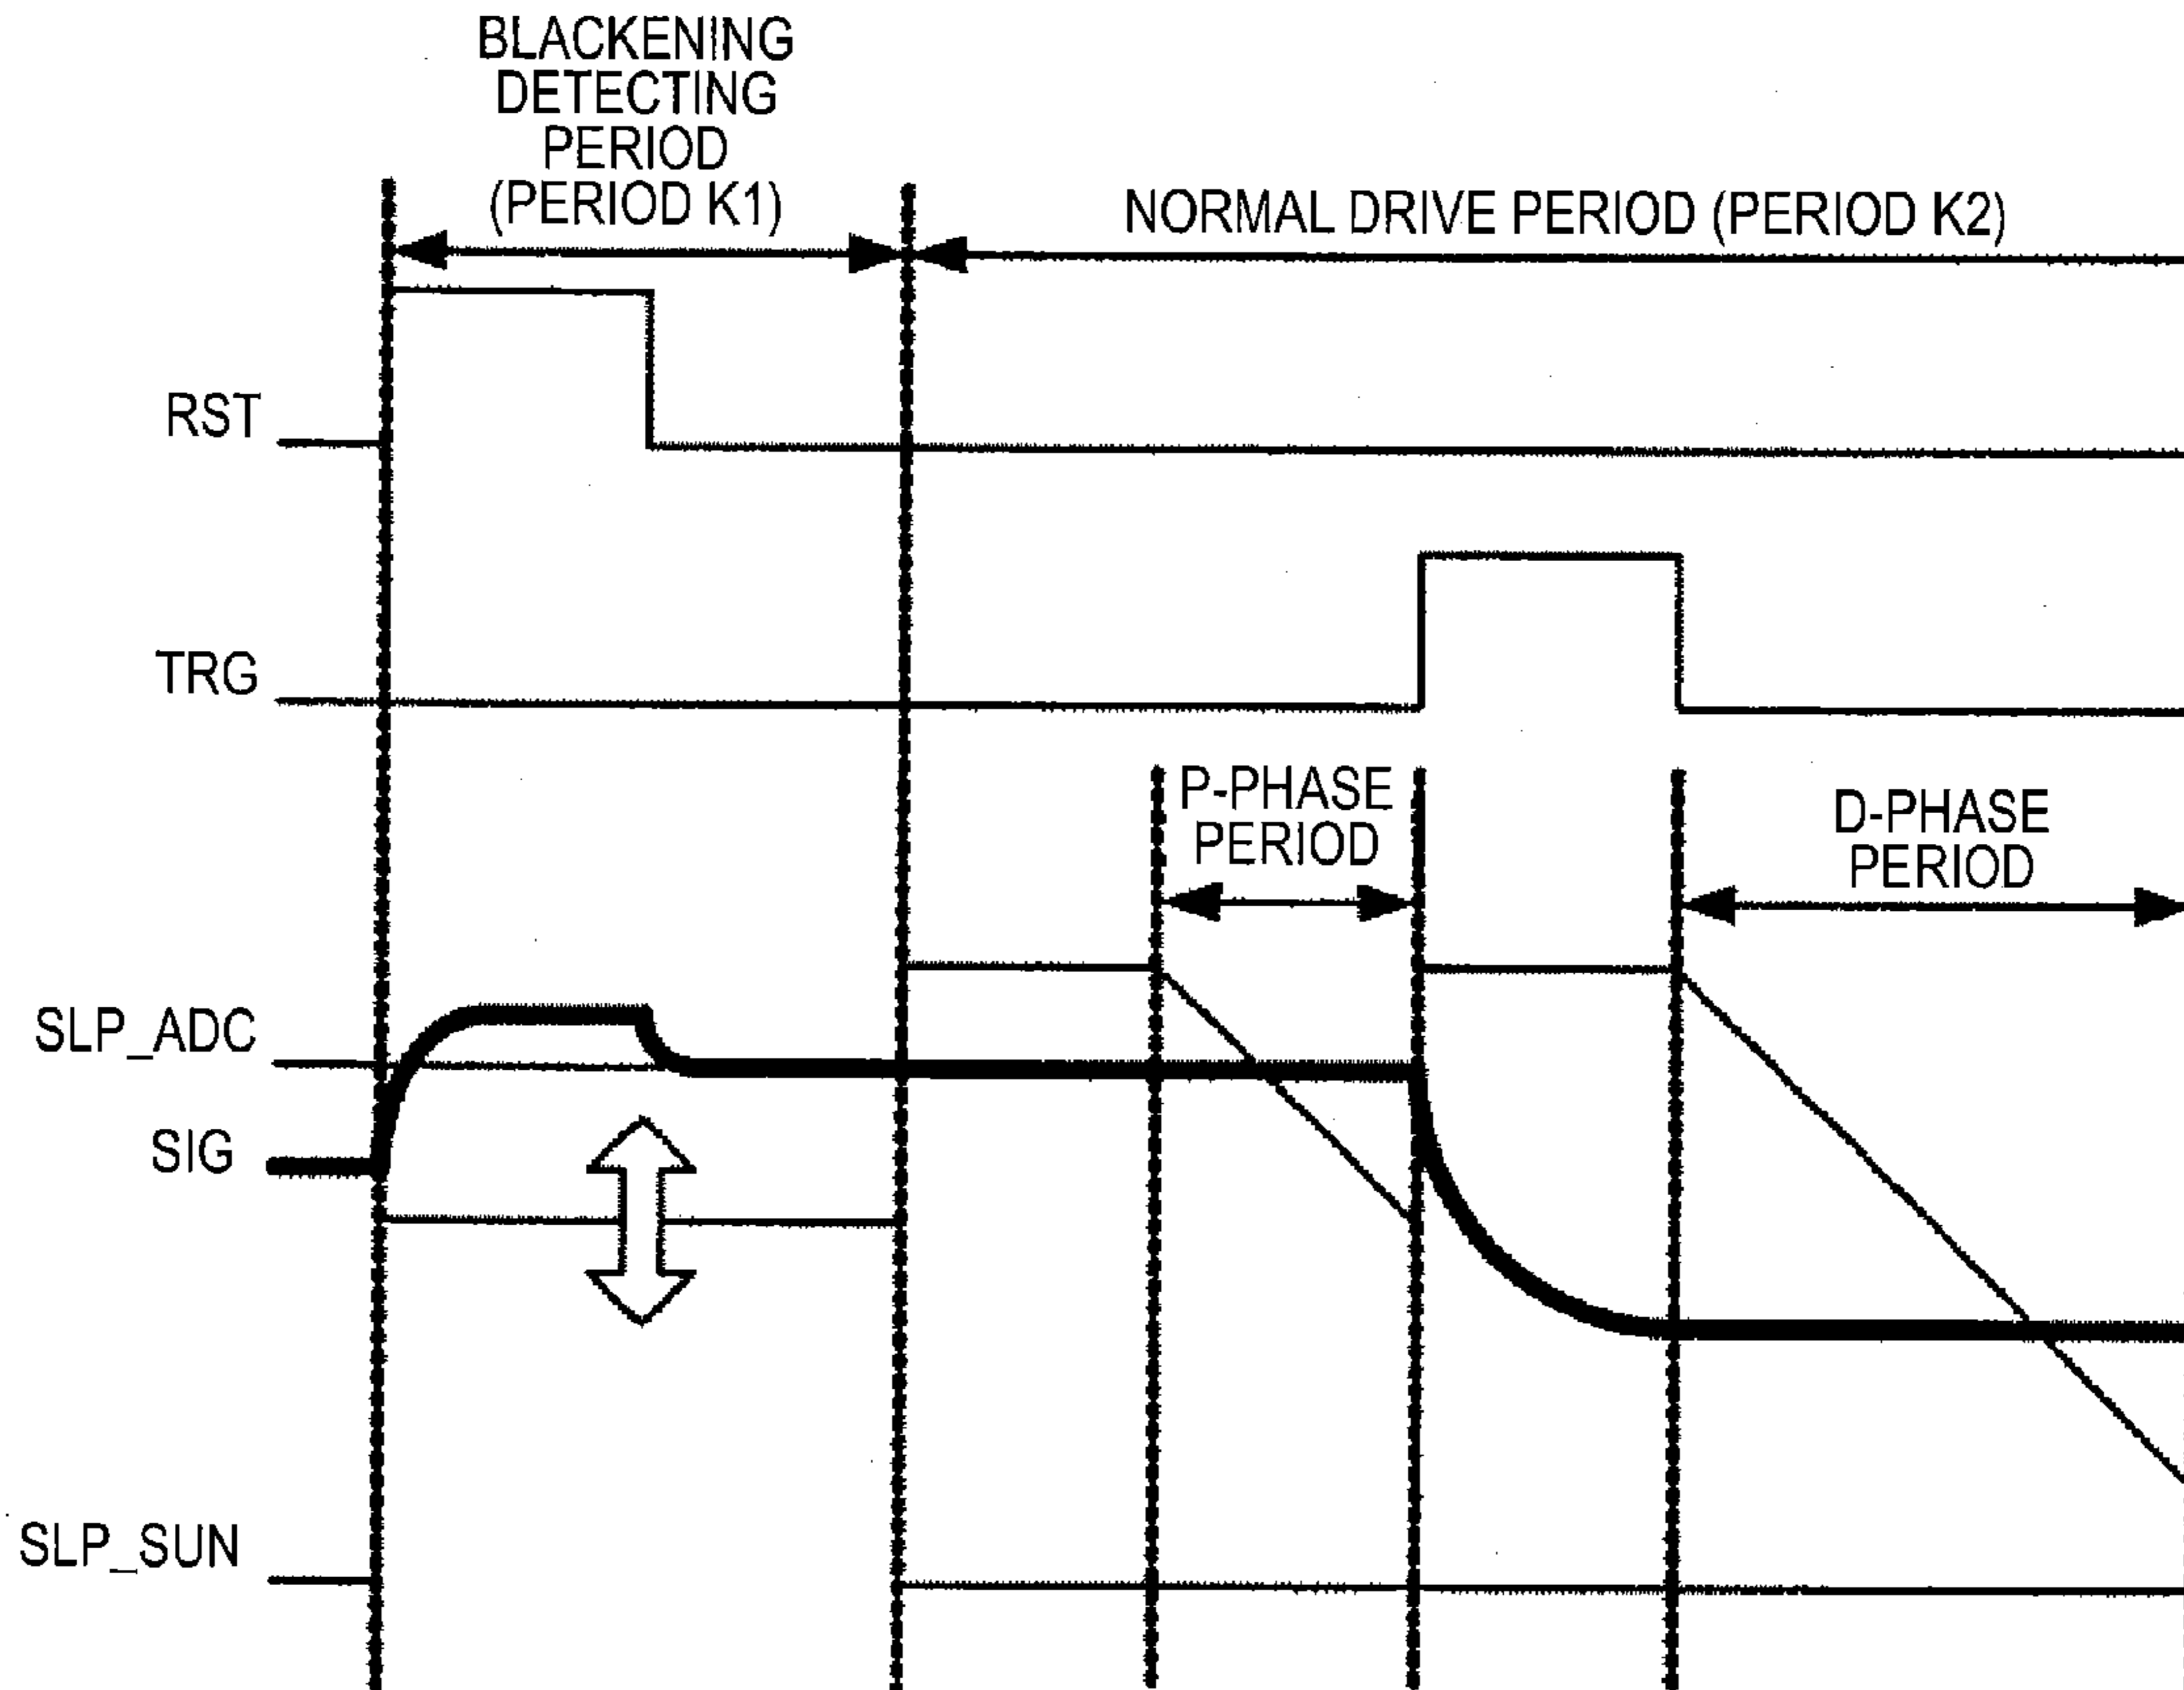 BLACKENING
DETECTING
PERIOD
(PERIOD K1)
NORMAL DRIVE PERIOD (PERIOD K2)
RST
TRG
P-PHASE
PERIOD
D-PHASE
PERIOD
SLP_ADC
SIG
SLP_SUN